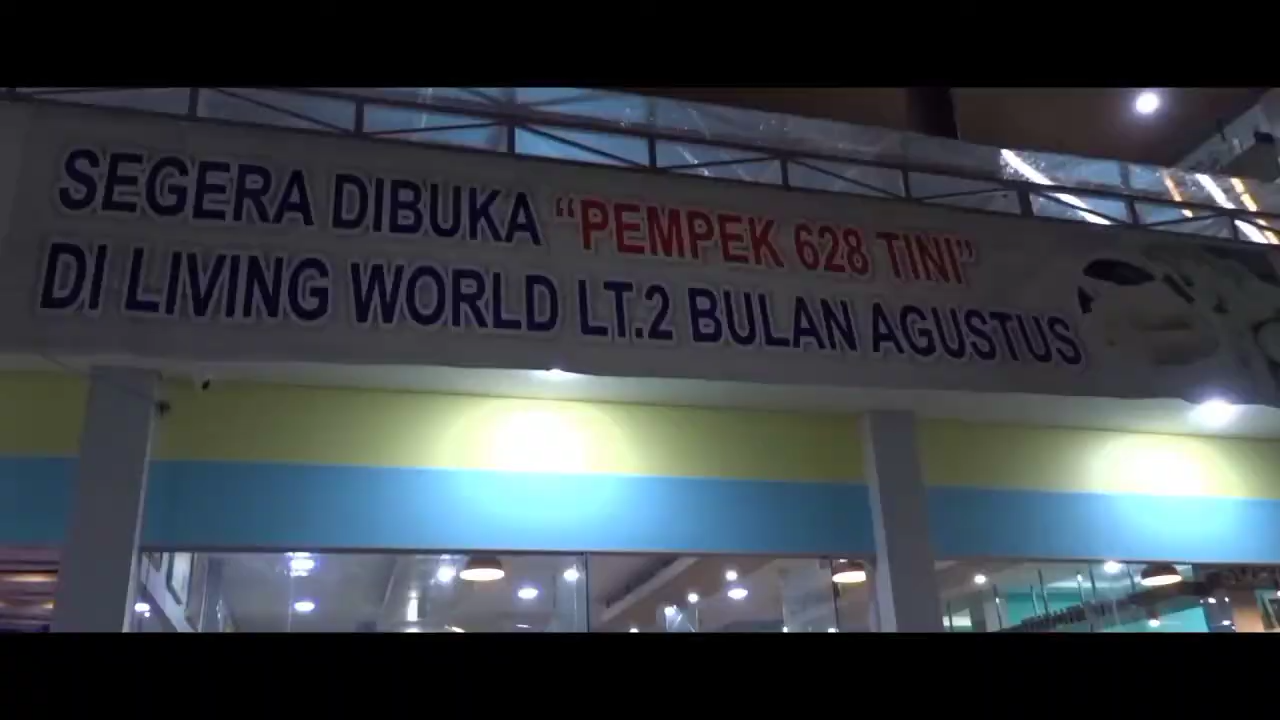 SEGERA DIBUKA “PEMPEK 628 TINI”
DI LIVING WORLD LT.2 BULAN AGUSTUS